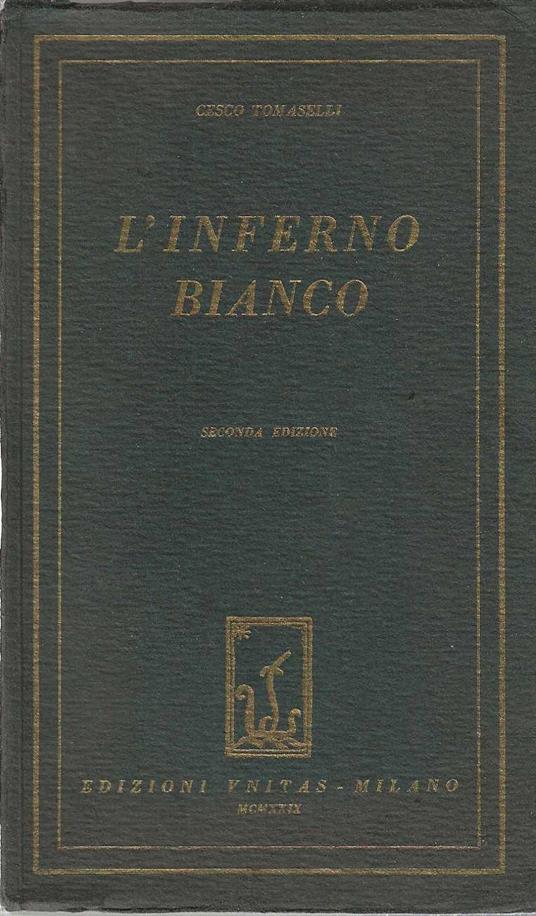 CESCO TOMASELLI
L'INFERNO
BIANCO
SECONDA EDIZIONE
EDIZIONI VNITAS - MILANO
MCMXXIX